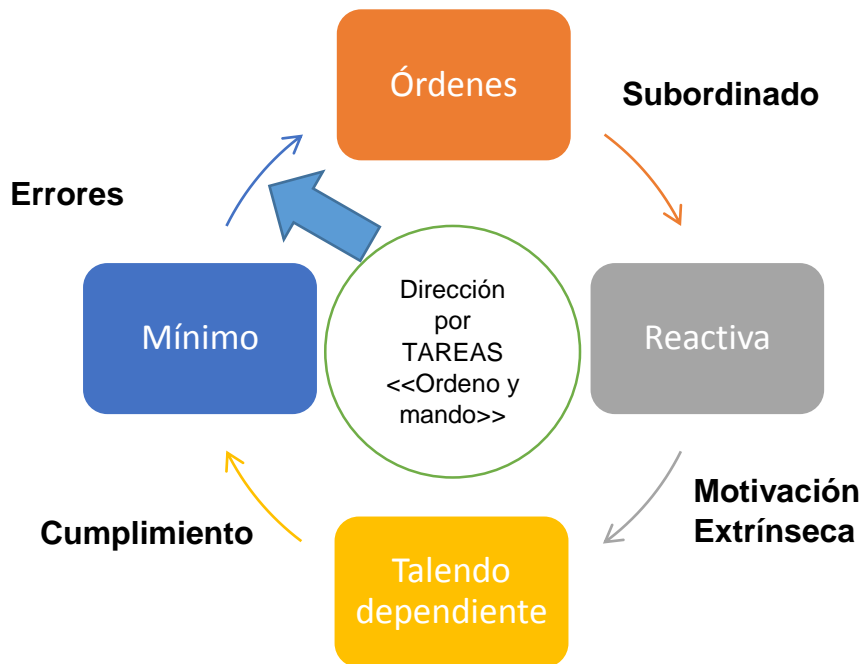 Órdenes
Subordinado
Errores
Mínimo
Dirección
por
TAREAS
<<Ordeno y
mando>>
Reactiva
Motivación
Extrínseca
Cumplimiento
Talendo
dependiente